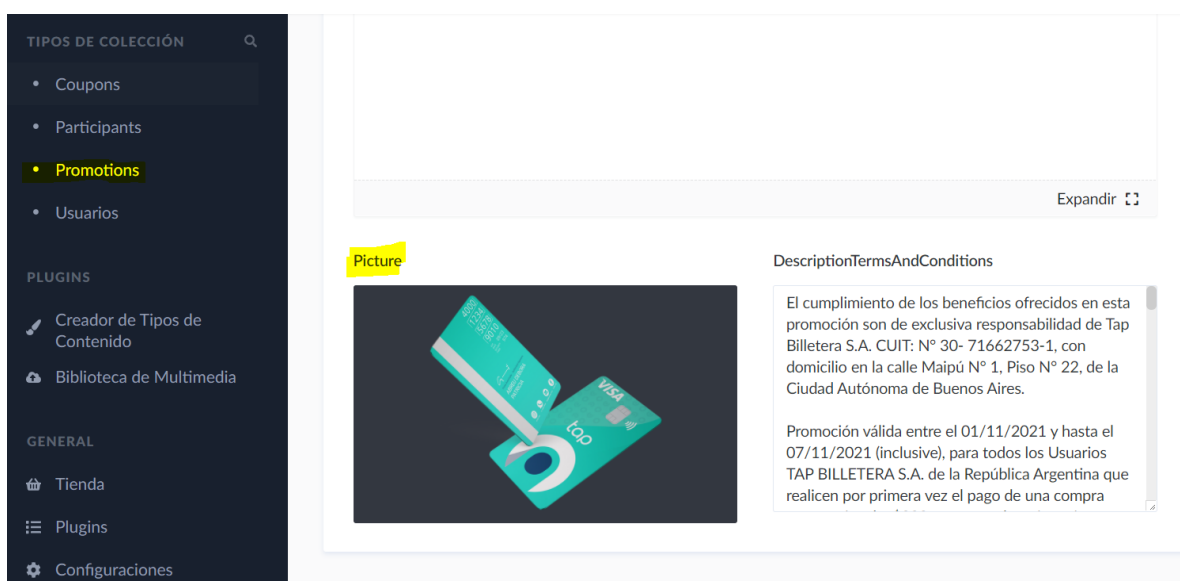 TIPOS DE COLECCIÓN
Coupons
Participants
Promotions
Usuarios
PLUGINS
Creador de Tipos de
Contenido
Biblioteca de Multimedia
GENERAL
Tienda
Plugins
Configuraciones
Expandir
Picture
VISA
tap
DescriptionTermsAndConditions
El cumplimiento de los beneficios ofrecidos en esta
promoción son de exclusiva responsabilidad de Tap
Billetera S.A. CUIT: N° 30- 71662753-1, con
domicilio en la calle Maipú N° 1, Piso N° 22, de la
Ciudad Autónoma de Buenos Aires.
Promoción válida entre el 01/11/2021 y hasta el
07/11/2021 (inclusive), para todos los Usuarios
TAP BILLETERA S.A. de la República Argentina que
realicen por primera vez el pago de una compra